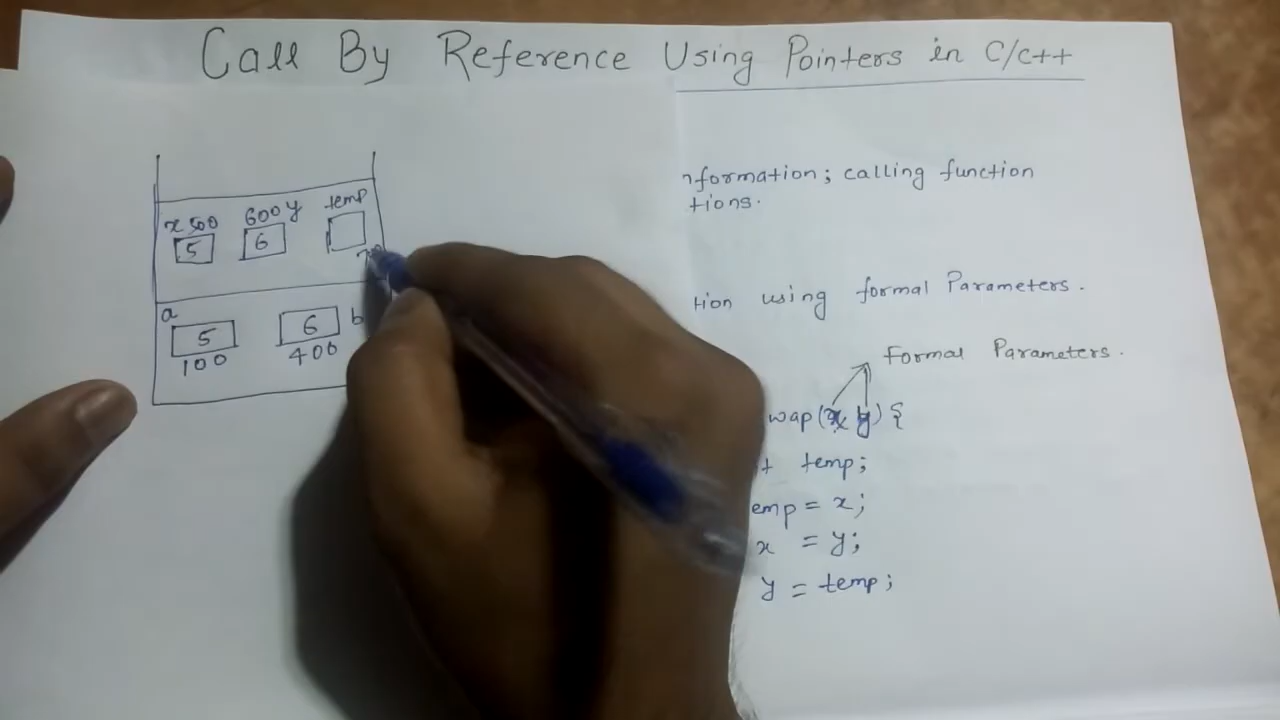 Call By Reference Using Pointers in C/C++
x 500 600 y temp
5 6
a
5 6 b
100 400
nformation; calling function
tions.
tion using formal Parameters.
Formal Parameters.
wap(x y) {
t temp;
emp = x;
x = y;
y = temp;